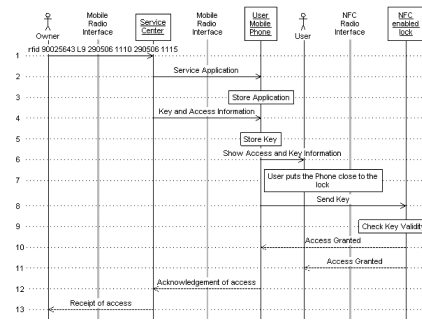 Owner
Mobile
Radio
Interface
Service
Center
Mobile
Radio
Interface
User
Mobile
Phone
User
NFC
Radio
Interface
NFC
enabled
lock
1
rfid 90025643 L9 290506 1110 290506 1115
2
Service Application
3
Store Application
4
Key and Access Information
5
Store Key
6
Show Access and Key Information
7
User puts the Phone close to the
lock
8
Send Key
9
Check Key Validity
10
Access Granted
11
Access Granted
12
Acknowledgement of access
13
Receipt of access